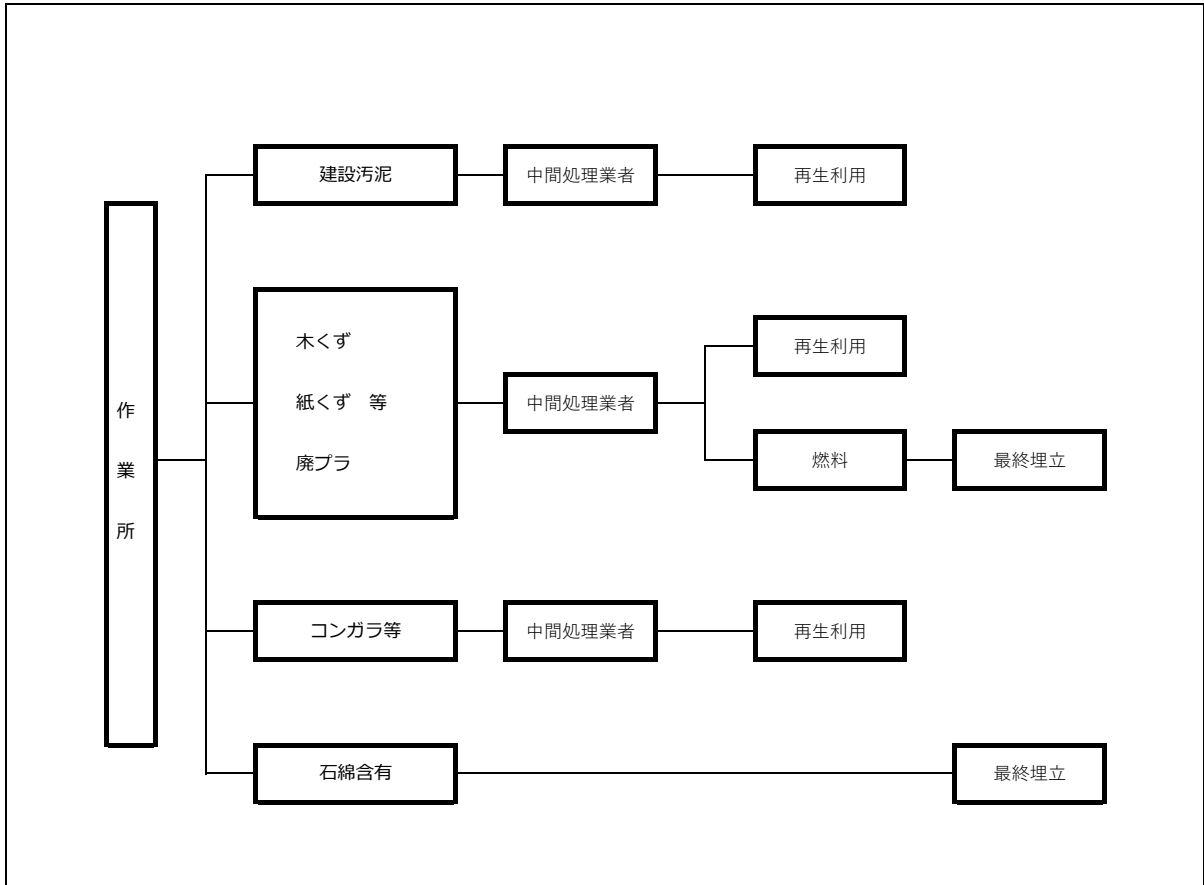 作業所
建設汚泥
中間処理業者
再生利用
木くず
紙くず　等
廃プラ
中間処理業者
再生利用
燃料
最終埋立
コンガラ等
中間処理業者
再生利用
石綿含有
最終埋立